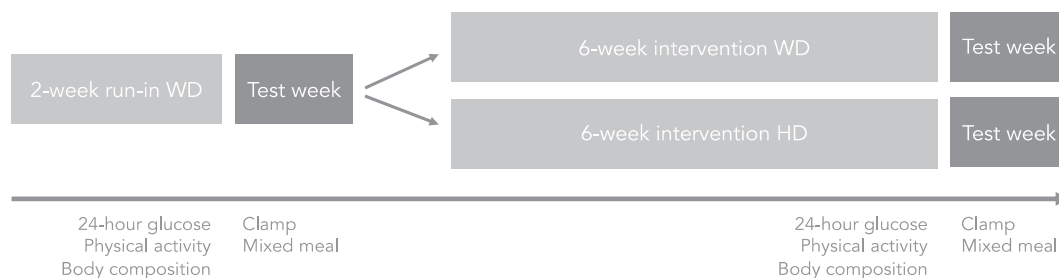 6-week intervention WD
Test week
2-week run-in WD
Test week
6-week intervention HD
Test week
24-hour glucose
Physical activity
Body composition
Clamp
Mixed meal
24-hour glucose
Physical activity
Body composition
Clamp
Mixed meal